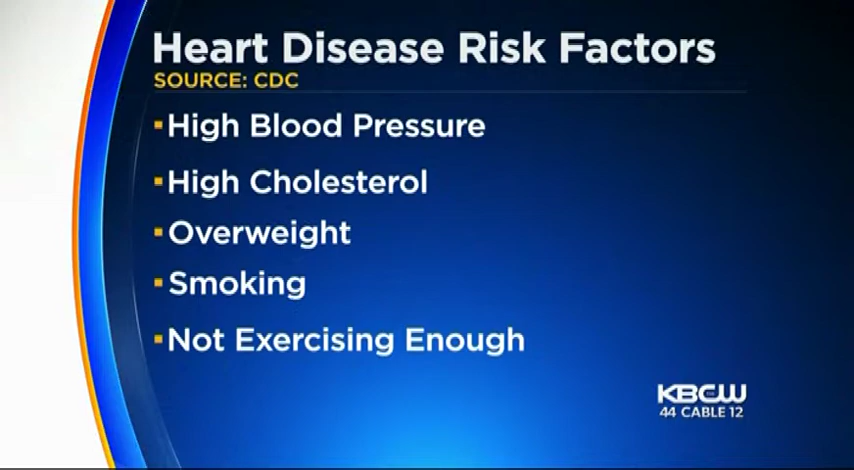 Heart Disease Risk Factors
SOURCE: CDC
▪High Blood Pressure
▪High Cholesterol
▪Overweight
▪Smoking
▪Not Exercising Enough
KBCW
44 CABLE 12